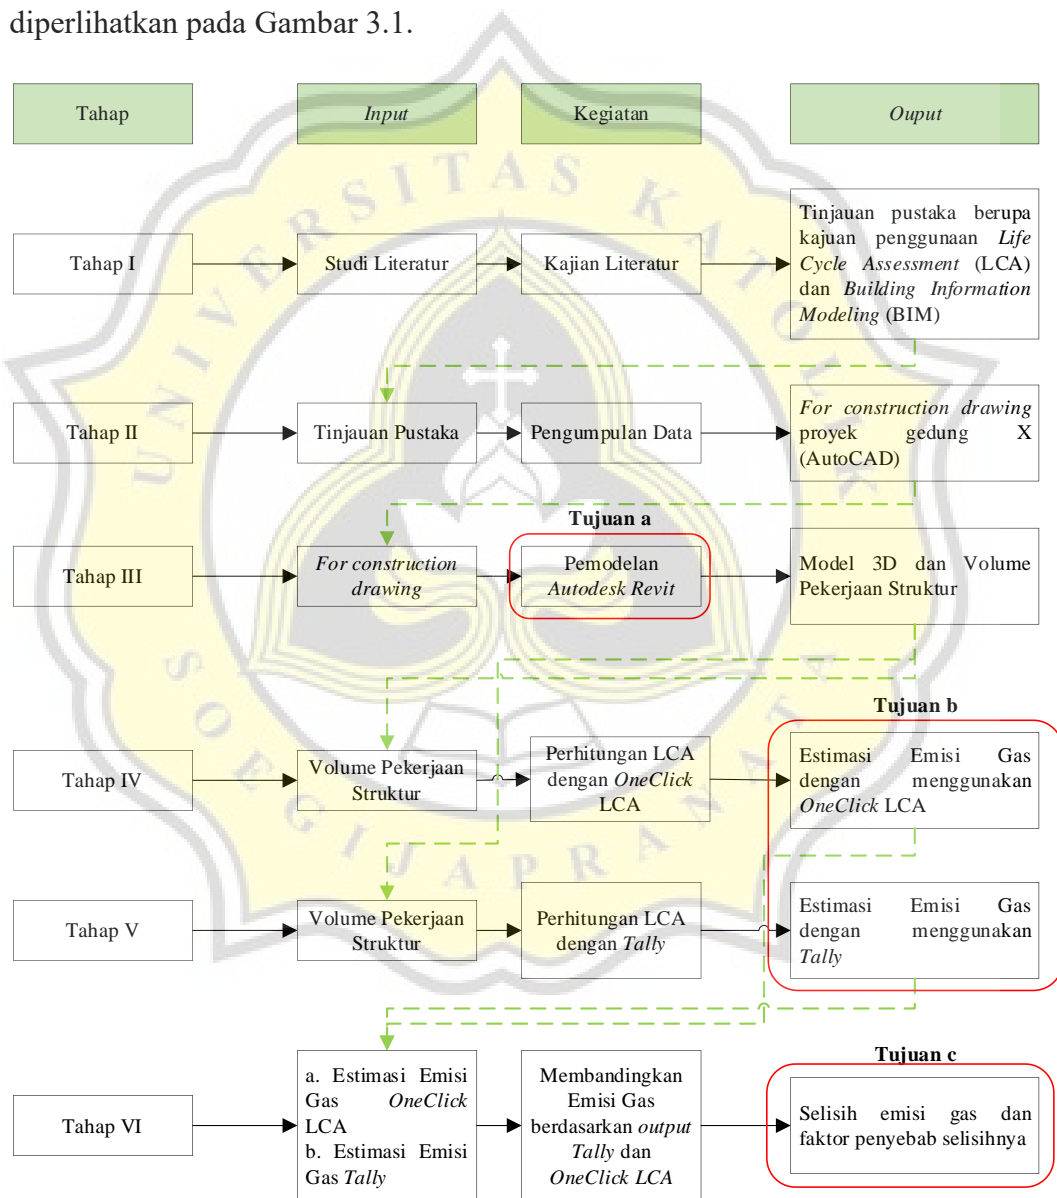 diperlihatkan pada Gambar 3.1.
Tahap
Input
Kegiatan
Ouput
Tahap I
Studi Literatur
Kajian Literatur
Tinjauan pustaka berupa
kajuan penggunaan Life
Cycle Assessment (LCA)
dan Building Information
Modeling (BIM)
Tahap II
Tinjauan Pustaka
Pengumpulan Data
For construction drawing
proyek gedung X
(AutoCAD)
Tujuan a
Tahap III
For construction
drawing
Pemodelan
Autodesk Revit
Model 3D dan Volume
Pekerjaan Struktur
Tujuan b
Tahap IV
Volume Pekerjaan
Struktur
Perhitungan LCA
dengan OneClick
LCA
Estimasi Emisi Gas
dengan menggunakan
OneClick LCA
Tahap V
Volume Pekerjaan
Struktur
Perhitungan LCA
dengan Tally
Estimasi Emisi Gas
dengan menggunakan
Tally
Tujuan c
Tahap VI
a. Estimasi Emisi
Gas OneClick
LCA
b. Estimasi Emisi
Gas Tally
Membandingkan
Emisi Gas
berdasarkan output
Tally dan
OneClick LCA
Selisih emisi gas dan
faktor penyebab selisihnya
UNIVERSITAS KATOLIK
SOEGIJAPRANATA